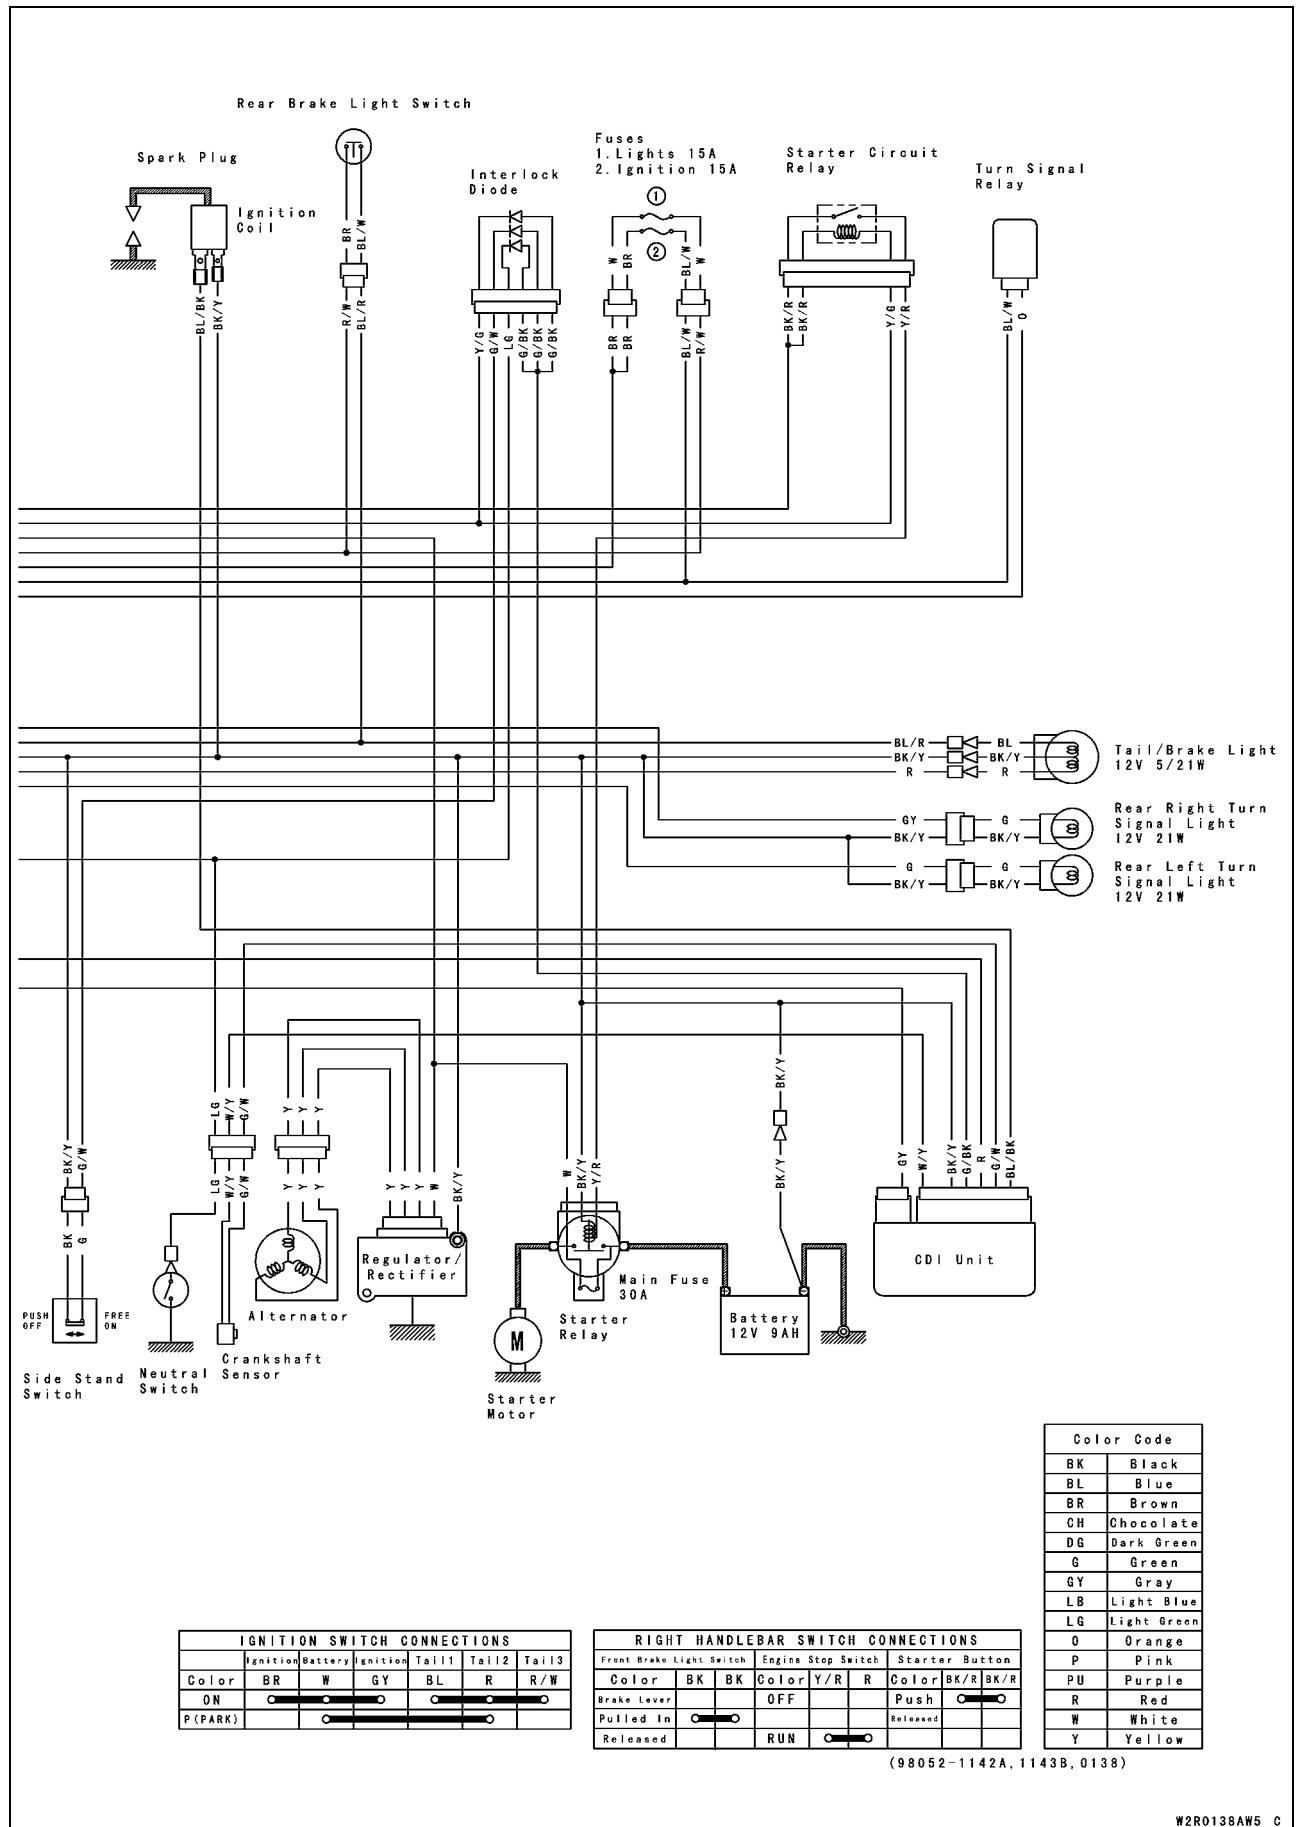 Rear Brake Light Switch
Spark Plug
Ignition
Coil
BR
BL/W
R/W
BL/R
BL/BK
BK/Y
Interlock
Diode
Y/G
G/W
LG
G/BK
G/BK
G/BK
Fuses
1.Lights 15A
2.Ignition 15A
1
2
W
BR
BL/W
W
BR
BR
BL/W
R/W
Starter Circuit
Relay
BK/R
BK/R
Y/G
Y/R
Turn Signal
Relay
BL/W
O
BL/R
BL
BK/Y
BK/Y
R
R
Tail/Brake Light
12V 5/21W
GY
G
BK/Y
BK/Y
Rear Right Turn
Signal Light
12V 21W
G
G
BK/Y
BK/Y
Rear Left Turn
Signal Light
12V 21W
BK/Y
G/W
BK
G
PUSH
OFF
FREE
ON
Side Stand
Switch
LG
W/Y
G/W
LG
W/Y
G/W
Neutral
Switch
Crankshaft
Sensor
Y
Y
Y
Y
Y
Y
Alternator
Y
Y
Y
W
BK/Y
Regulator/
Rectifier
W
BK/Y
Y/R
Main Fuse
30A
Starter
Relay
M
Starter
Motor
BK/Y
BK/Y
Battery
12V 9AH
GY
W/Y
BK/Y
G/BK
R
G/W
BL/BK
CDI Unit
Color Code
BK Black
BL Blue
BR Brown
CH Chocolate
DG Dark Green
G Green
GY Gray
LB Light Blue
LG Light Green
O Orange
P Pink
PU Purple
R Red
W White
Y Yellow
IGNITION SWITCH CONNECTIONS
Ignition Battery Ignition Tail1 Tail2 Tail3
Color BR W GY BL R R/W
ON
P(PARK)
RIGHT HANDLEBAR SWITCH CONNECTIONS
Front Brake Light Switch Engine Stop Switch Starter Button
Color BK BK Color Y/R R Color BK/R BK/R
Brake Lever OFF Push
Pulled In Released
Released RUN
(98052-1142A,1143B,0138)
W2R0138AW5 C